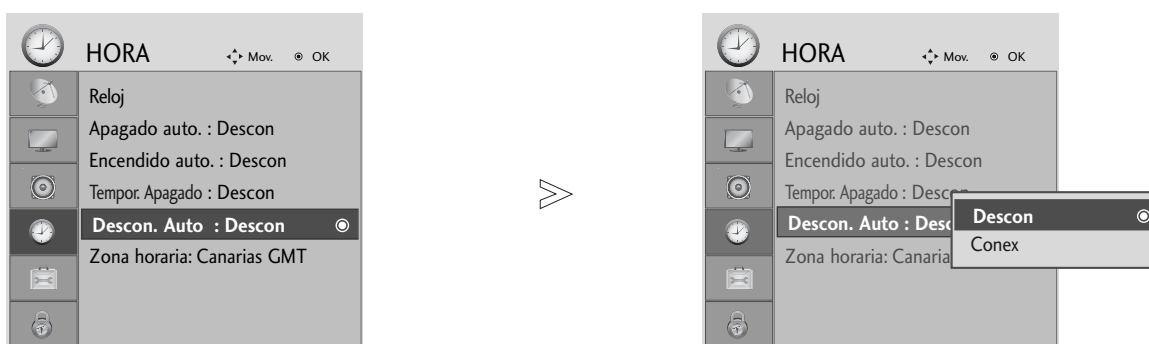 HORA Mov. OK
Reloj
Apagado auto. : Descon
Encendido auto. : Descon
Tempor. Apagado : Descon
Descon. Auto : Descon
Zona horaria: Canarias GMT
HORA Mov. OK
Reloj
Apagado auto. : Descon
Encendido auto. : Descon
Tempor. Apagado : Desc
Descon. Auto : Desc
Zona horaria: Canaria
Descon
Conex